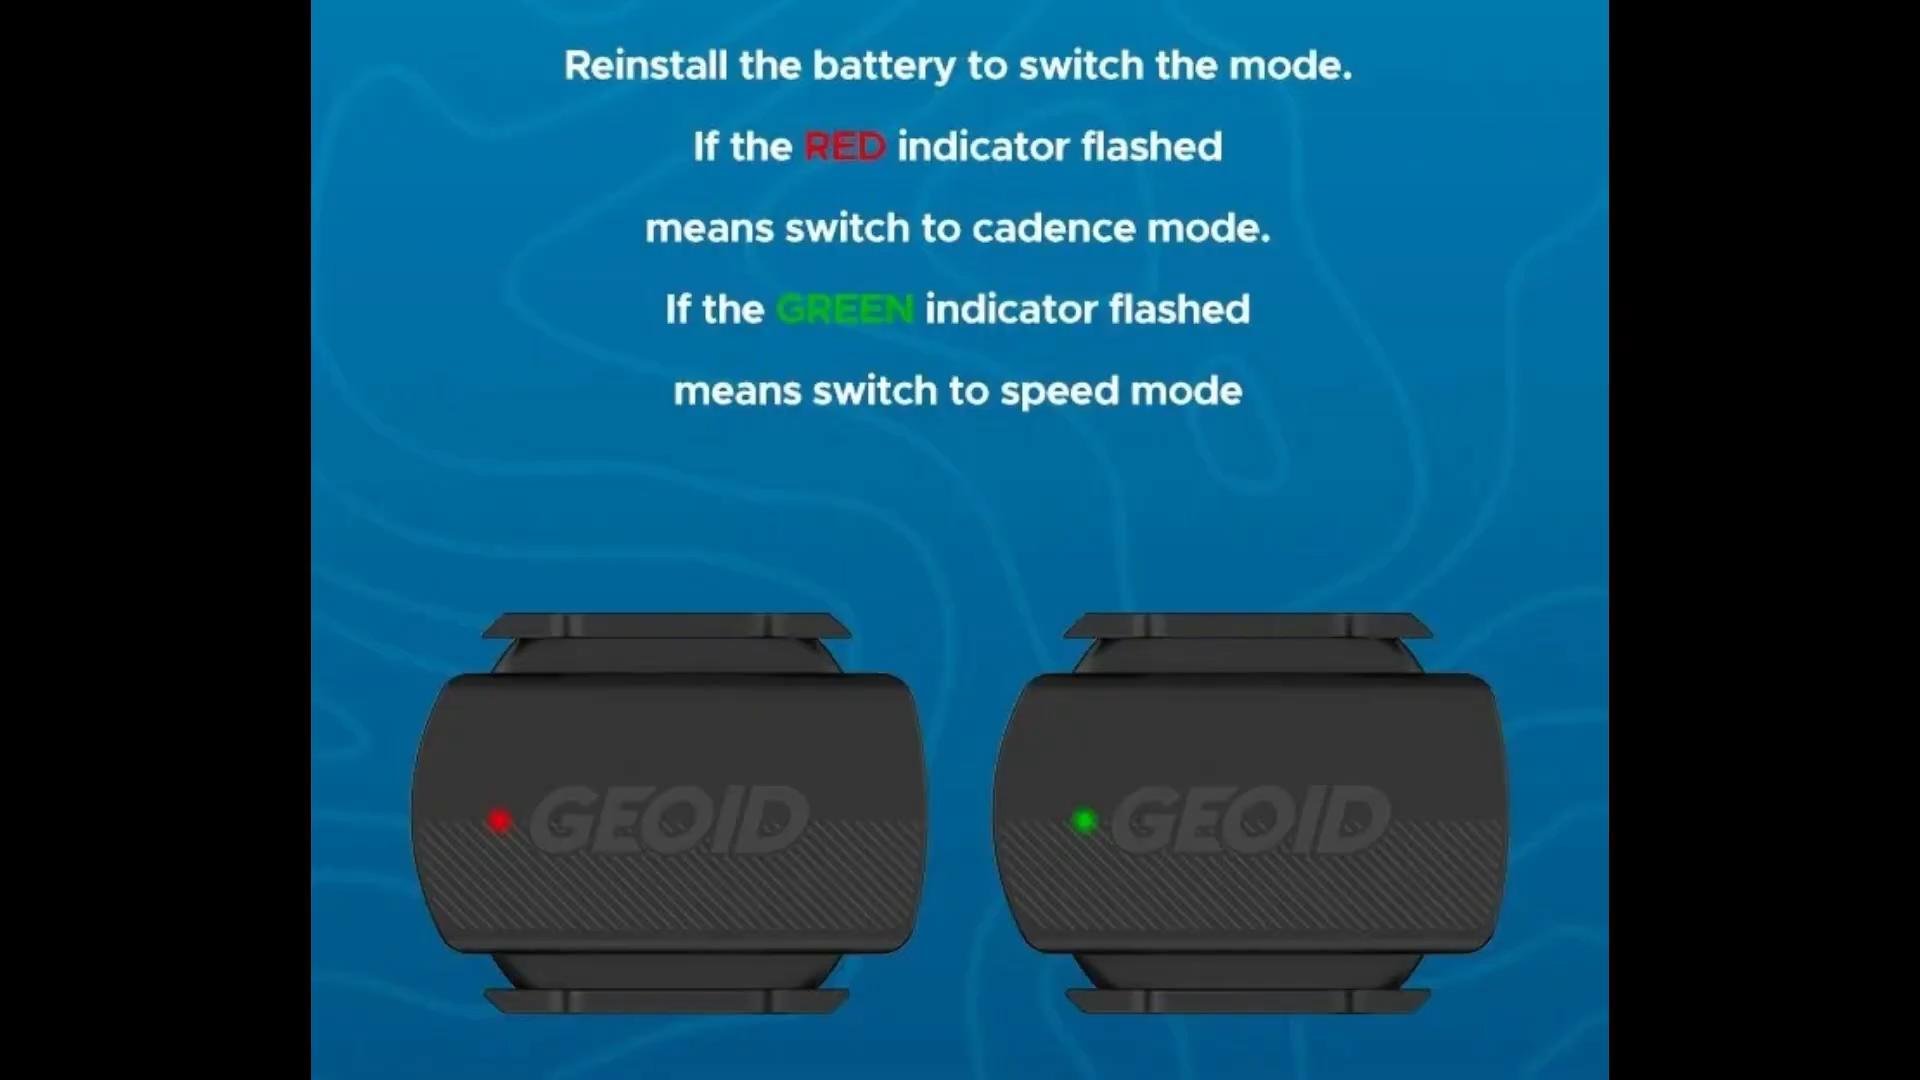 Reinstall the battery to switch the mode.
If the RED indicator flashed
means switch to cadence mode.
If the GREEN indicator flashed
means switch to speed mode
GEOID
GEOID